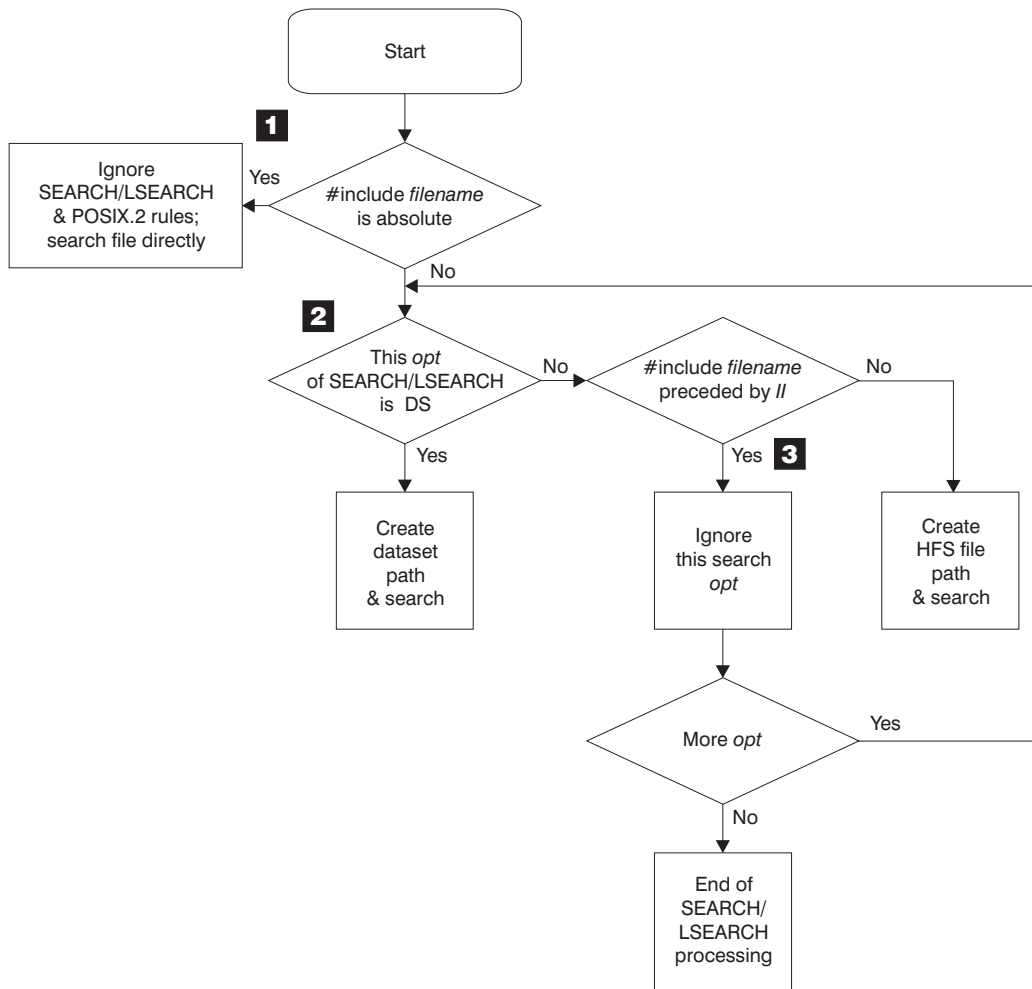 Start
1
Ignore
SEARCH/LSEARCH
& POSIX.2 rules;
search file directly
Yes
#include filename
is absolute
No
2
This opt
of SEARCH/LSEARCH
is DS
No
#include filename
preceded by //
No
Yes
Yes
3
Create
dataset
path
& search
Ignore
this search
opt
Create
HFS file
path
& search
More opt
Yes
No
End of
SEARCH/
LSEARCH
processing